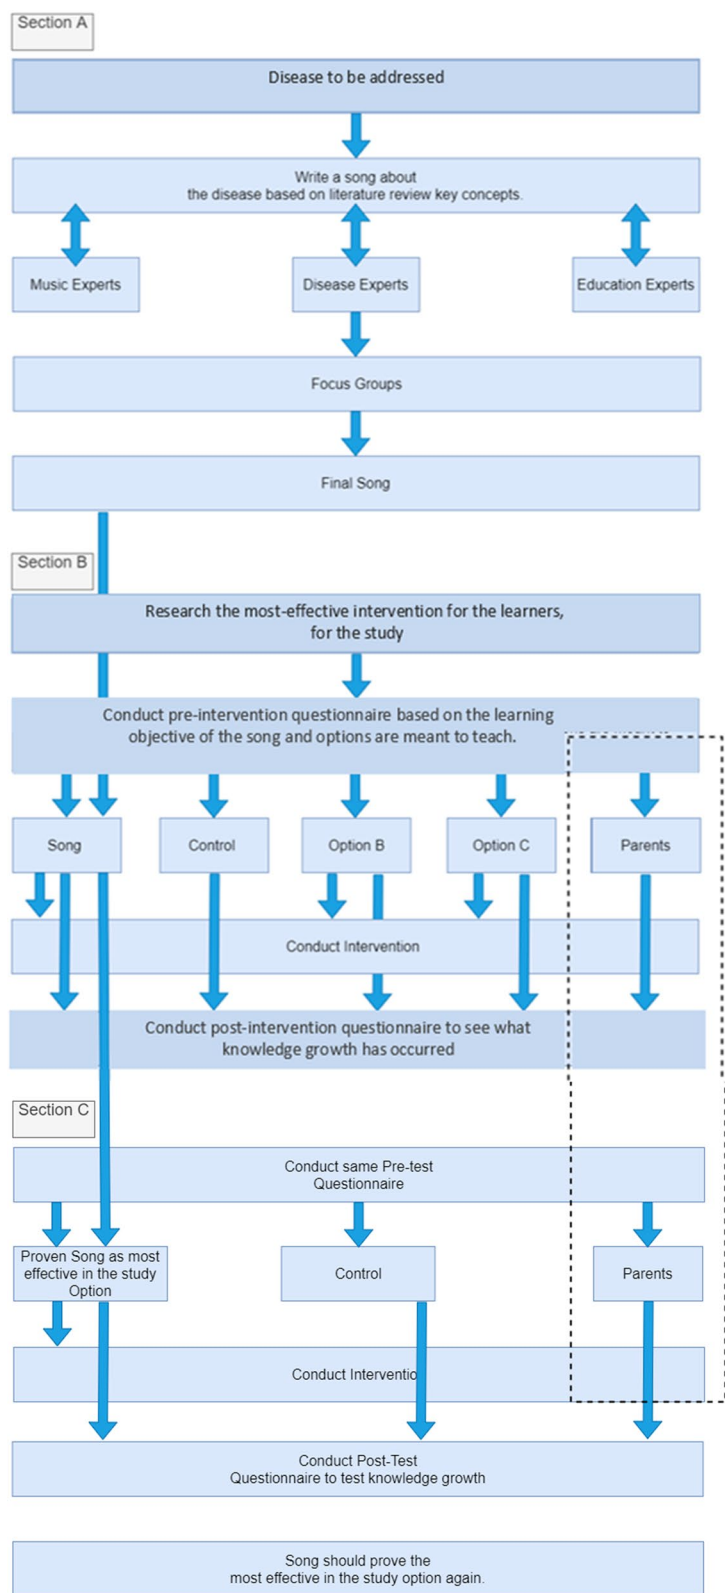 Section A
Disease to be addressed
Write a song about
the disease based on literature review key concepts.
Music Experts
Disease Experts
Education Experts
Focus Groups
Final Song
Section B
Research the most-effective intervention for the learners,
for the study
Conduct pre-intervention questionnaire based on the learning
objective of the song and options are meant to teach.
Song
Control
Option B
Option C
Parents
Conduct Intervention
Conduct post-intervention questionnaire to see what
knowledge growth has occurred
Section C
Conduct same Pre-test
Questionnaire
Proven Song as most
effective in the study
Option
Control
Parents
Conduct Interventio
Conduct Post-Test
Questionnaire to test knowledge growth
Song should prove the
most effective in the study option again.